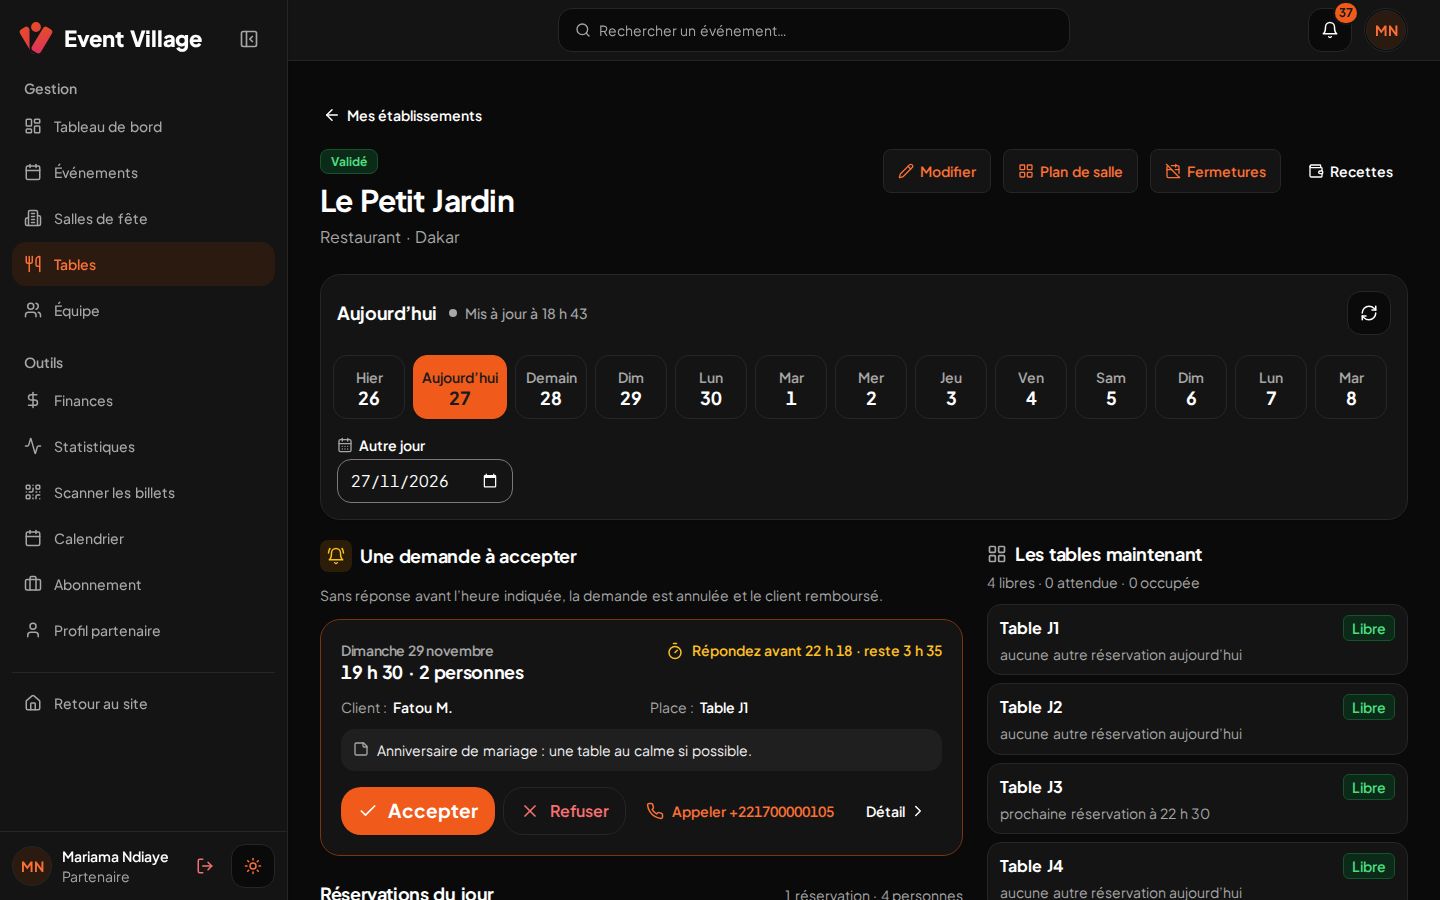 Event Village
Rechercher un événement...
37
MN
Gestion
Tableau de bord
Événements
Salles de fête
Tables
Équipe
Outils
Finances
Statistiques
Scanner les billets
Calendrier
Abonnement
Profil partenaire
Retour au site
MN
Mariama Ndiaye
Partenaire
Mes établissements
Validé
Le Petit Jardin
Restaurant · Dakar
Modifier
Plan de salle
Fermetures
Recettes
Aujourd’hui
Mis à jour à 18 h 43
Hier
26
Aujourd’hui
27
Demain
28
Dim
29
Lun
30
Mar
1
Mer
2
Jeu
3
Ven
4
Sam
5
Dim
6
Lun
7
Mar
8
Autre jour
27/11/2026
Une demande à accepter
Sans réponse avant l’heure indiquée, la demande est annulée et le client remboursé.
Dimanche 29 novembre
19 h 30 · 2 personnes
Répondez avant 22 h 18 · reste 3 h 35
Client : Fatou M.
Place : Table J1
Anniversaire de mariage : une table au calme si possible.
Accepter
Refuser
Appeler +221700000105
Détail
Réservations du jour
1 réservation · 4 personnes
Les tables maintenant
4 libres · 0 attendue · 0 occupée
Table J1
Libre
aucune autre réservation aujourd’hui
Table J2
Libre
aucune autre réservation aujourd’hui
Table J3
Libre
prochaine réservation à 22 h 30
Table J4
Libre
aucune autre réservation aujourd’hui